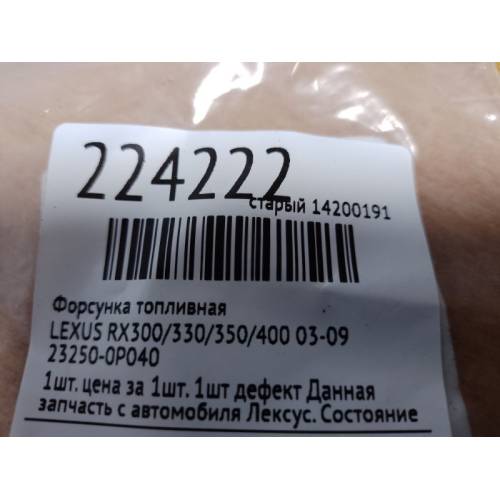 224222
старый 14200191
Форсунка топливная
LEXUS RX300/330/350/400 03-09
23250-0P040
1шт. цена за 1шт. 1шт дефект Данная
запчасть с автомобиля Лексус. Состояние